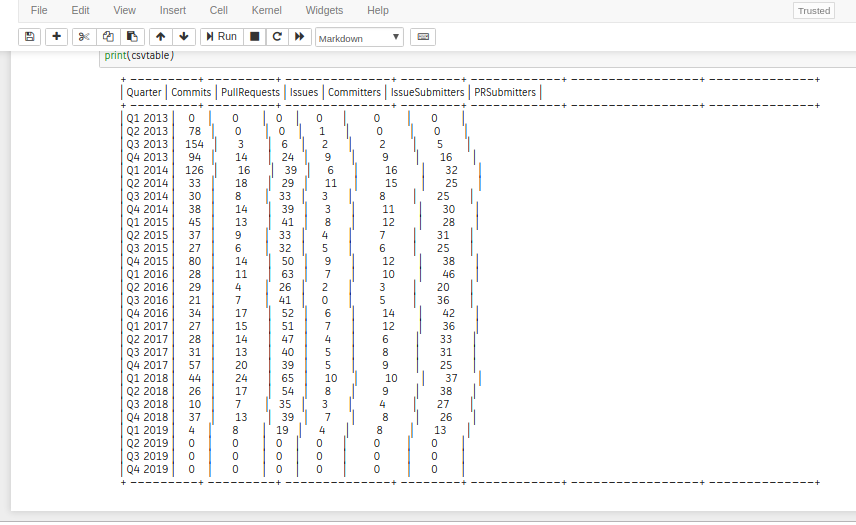 File Edit View Insert Cell Kernel Widgets Help Trusted
Run Markdown
print(csvtable)
+ ----------+ ----------+ --------------+ ---------+ -------------+ ------------------+ ---------------+
| Quarter | Commits | PullRequests | Issues | Committers | IssueSubmitters | PRSubmitters |
+ ----------+ ----------+ --------------+ ---------+ -------------+ ------------------+ ---------------+
| Q1 2013 | 0 | 0 | 0 | 0 | 0 | 0 |
| Q2 2013 | 78 | 0 | 0 | 1 | 0 | 0 |
| Q3 2013 | 154 | 3 | 6 | 2 | 2 | 5 |
| Q4 2013 | 94 | 14 | 24 | 9 | 9 | 16 |
| Q1 2014 | 126 | 16 | 39 | 6 | 16 | 32 |
| Q2 2014 | 33 | 18 | 29 | 11 | 15 | 25 |
| Q3 2014 | 30 | 8 | 33 | 3 | 8 | 25 |
| Q4 2014 | 38 | 14 | 39 | 3 | 11 | 30 |
| Q1 2015 | 45 | 13 | 41 | 8 | 12 | 28 |
| Q2 2015 | 37 | 9 | 33 | 4 | 7 | 31 |
| Q3 2015 | 27 | 6 | 32 | 5 | 6 | 25 |
| Q4 2015 | 80 | 14 | 50 | 9 | 12 | 38 |
| Q1 2016 | 28 | 11 | 63 | 7 | 10 | 46 |
| Q2 2016 | 29 | 4 | 26 | 2 | 3 | 20 |
| Q3 2016 | 21 | 7 | 41 | 0 | 5 | 36 |
| Q4 2016 | 34 | 17 | 52 | 6 | 14 | 42 |
| Q1 2017 | 27 | 15 | 51 | 7 | 12 | 36 |
| Q2 2017 | 28 | 14 | 47 | 4 | 6 | 33 |
| Q3 2017 | 31 | 13 | 40 | 5 | 8 | 31 |
| Q4 2017 | 57 | 20 | 39 | 5 | 9 | 25 |
| Q1 2018 | 44 | 24 | 65 | 10 | 10 | 37 |
| Q2 2018 | 26 | 17 | 54 | 8 | 9 | 38 |
| Q3 2018 | 10 | 7 | 35 | 3 | 4 | 27 |
| Q4 2018 | 37 | 13 | 39 | 7 | 8 | 26 |
| Q1 2019 | 4 | 8 | 19 | 4 | 8 | 13 |
| Q2 2019 | 0 | 0 | 0 | 0 | 0 | 0 |
| Q3 2019 | 0 | 0 | 0 | 0 | 0 | 0 |
| Q4 2019 | 0 | 0 | 0 | 0 | 0 | 0 |
+ ----------+ ----------+ --------------+ ---------+ -------------+ ------------------+ ---------------+